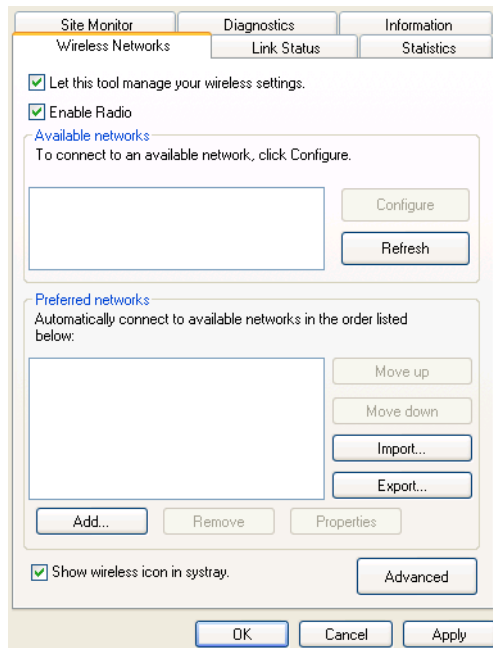 Site Monitor
Diagnostics
Information
Wireless Networks
Link Status
Statistics
Let this tool manage your wireless settings.
Enable Radio
Available networks
To connect to an available network, click Configure.
Configure
Refresh
Preferred networks
Automatically connect to available networks in the order listed
below:
Move up
Move down
Import...
Export...
Add...
Remove
Properties
Show wireless icon in systray.
Advanced
OK
Cancel
Apply